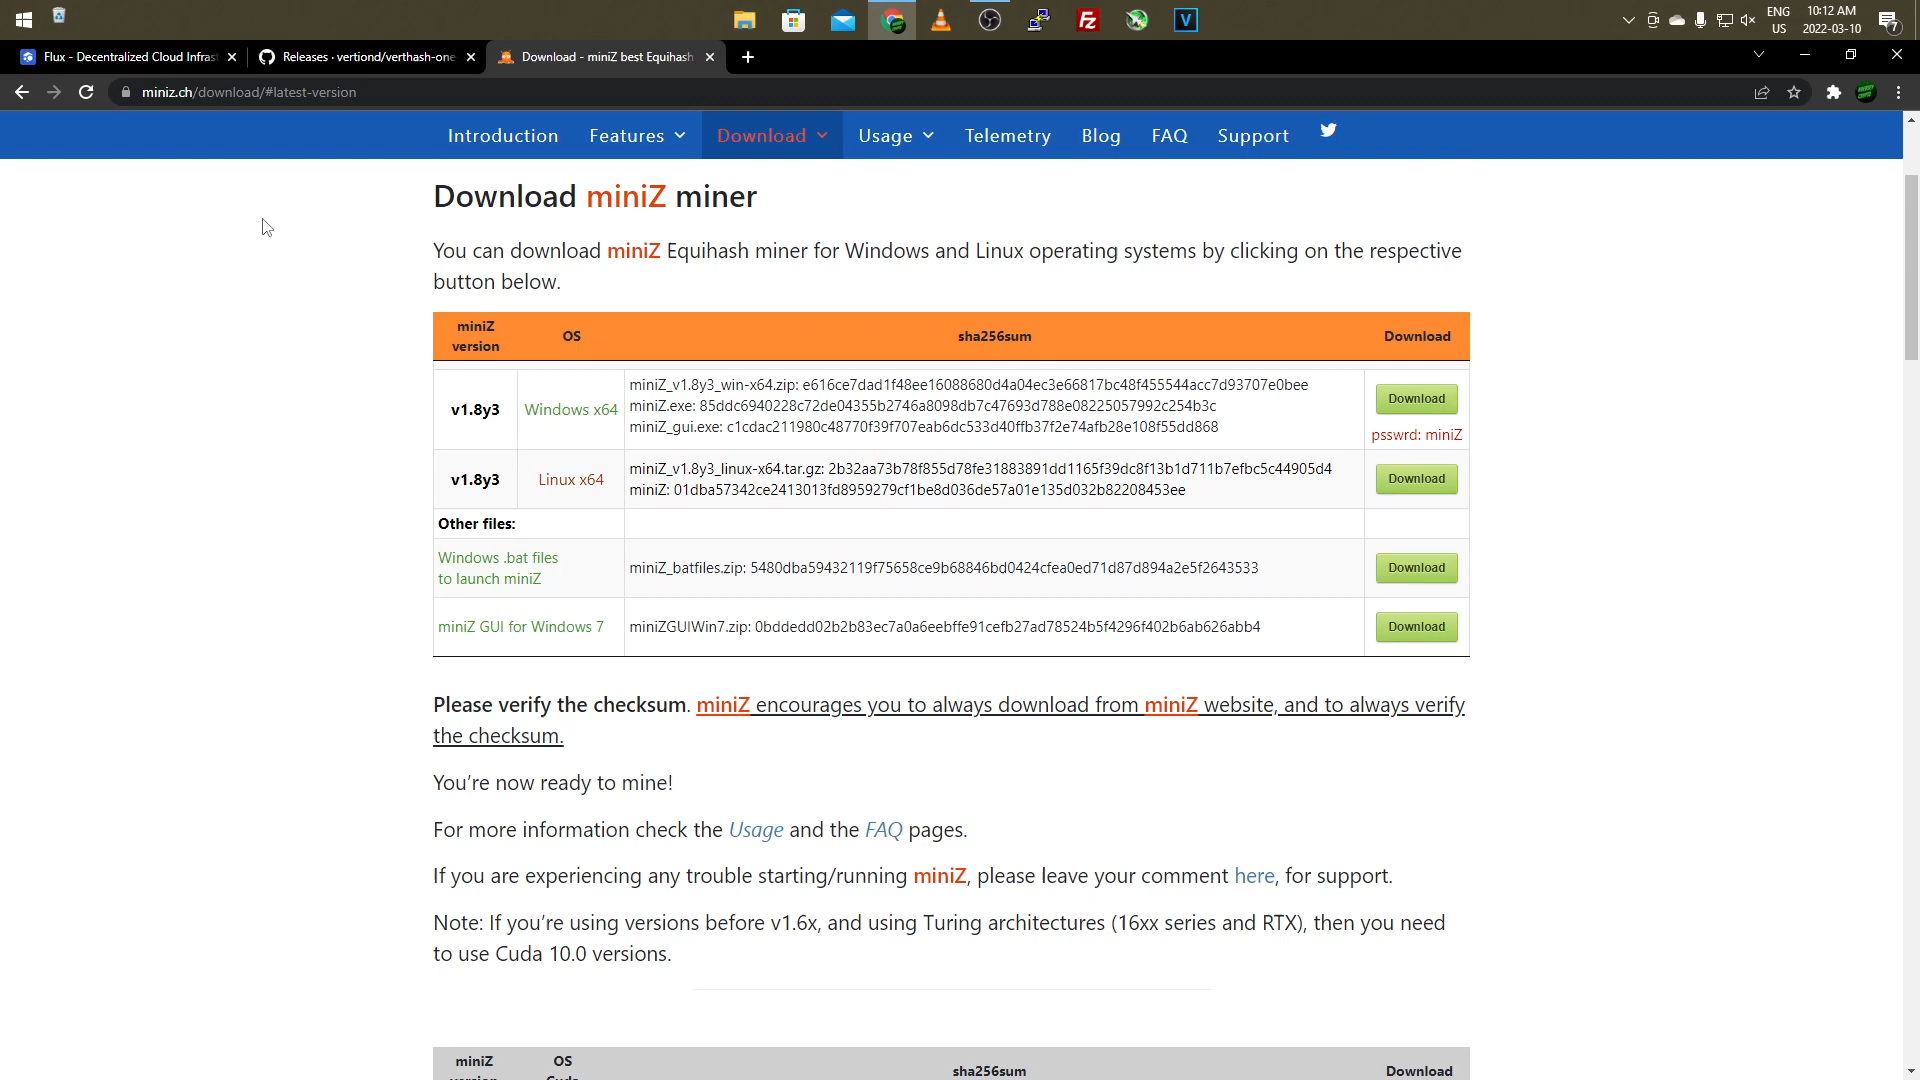 ENG
US
10:12 AM
2022-03-10
7
Fz
V
Flux - Decentralized Cloud Infrast
Releases · vertiond/verthash-one
Download - miniZ best Equihash
miniz.ch/download/#latest-version
Introduction Features Download Usage Telemetry Blog FAQ Support
Download miniZ miner
You can download miniZ Equihash miner for Windows and Linux operating systems by clicking on the respective
button below.
miniZ
version
OS
sha256sum
Download
v1.8y3
Windows x64
miniZ_v1.8y3_win-x64.zip: e616ce7dad1f48ee16088680d4a04ec3e66817bc48f455544acc7d93707e0bee
miniZ.exe: 85ddc6940228c72de04355b2746a8098db7c47693d788e08225057992c254b3c
miniZ_gui.exe: c1cdac211980c48770f39f707eab6dc533d40ffb37f2e74afb28e108f55dd868
Download
psswrd: miniZ
v1.8y3
Linux x64
miniZ_v1.8y3_linux-x64.tar.gz: 2b32aa73b78f855d78fe31883891dd1165f39dc8f13b1d711b7efbc5c44905d4
miniZ: 01dba57342ce2413013fd8959279cf1be8d036de57a01e135d032b82208453ee
Download
Other files:
Windows .bat files
to launch miniZ
miniZ_batfiles.zip: 5480dba59432119f75658ce9b68846bd0424cfea0ed71d87d894a2e5f2643533
Download
miniZ GUI for Windows 7
miniZGUIWin7.zip: 0bddedd02b2b83ec7a0a6eebffe91cefb27ad78524b5f4296f402b6ab626abb4
Download
Please verify the checksum. miniZ encourages you to always download from miniZ website, and to always verify
the checksum.
You’re now ready to mine!
For more information check the Usage and the FAQ pages.
If you are experiencing any trouble starting/running miniZ, please leave your comment here, for support.
Note: If you’re using versions before v1.6x, and using Turing architectures (16xx series and RTX), then you need
to use Cuda 10.0 versions.
miniZ
version
OS
Cuda
sha256sum
Download